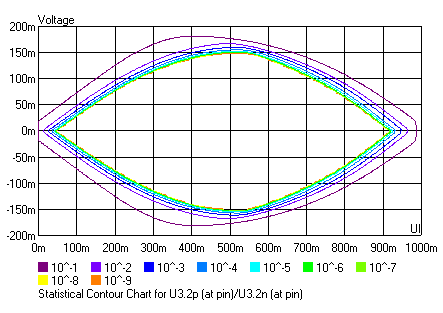 Voltage
200m
150m
100m
50m
0m
-50m
-100m
-150m
-200m
UI
0m 100m 200m 300m 400m 500m 600m 700m 800m 900m 1000m
10^-1 10^-2 10^-3 10^-4 10^-5 10^-6 10^-7
10^-8 10^-9
Statistical Contour Chart for U3.2p (at pin)/U3.2n (at pin)